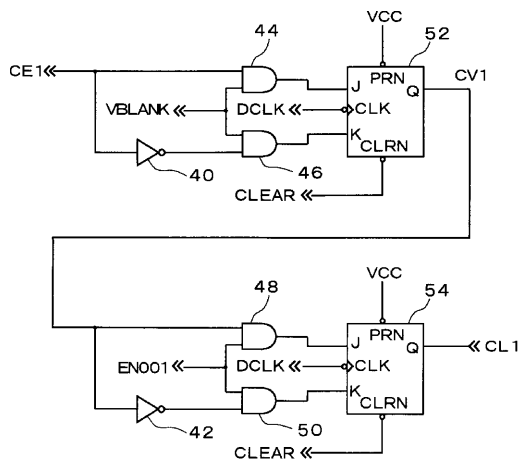 44
VCC
52
CE1
J
PRN
Q
CV1
VBLANK
DCLK
CLK
K
CLRN
40
46
CLEAR
48
VCC
54
J
PRN
Q
CL1
EN001
DCLK
CLK
K
CLRN
42
50
CLEAR